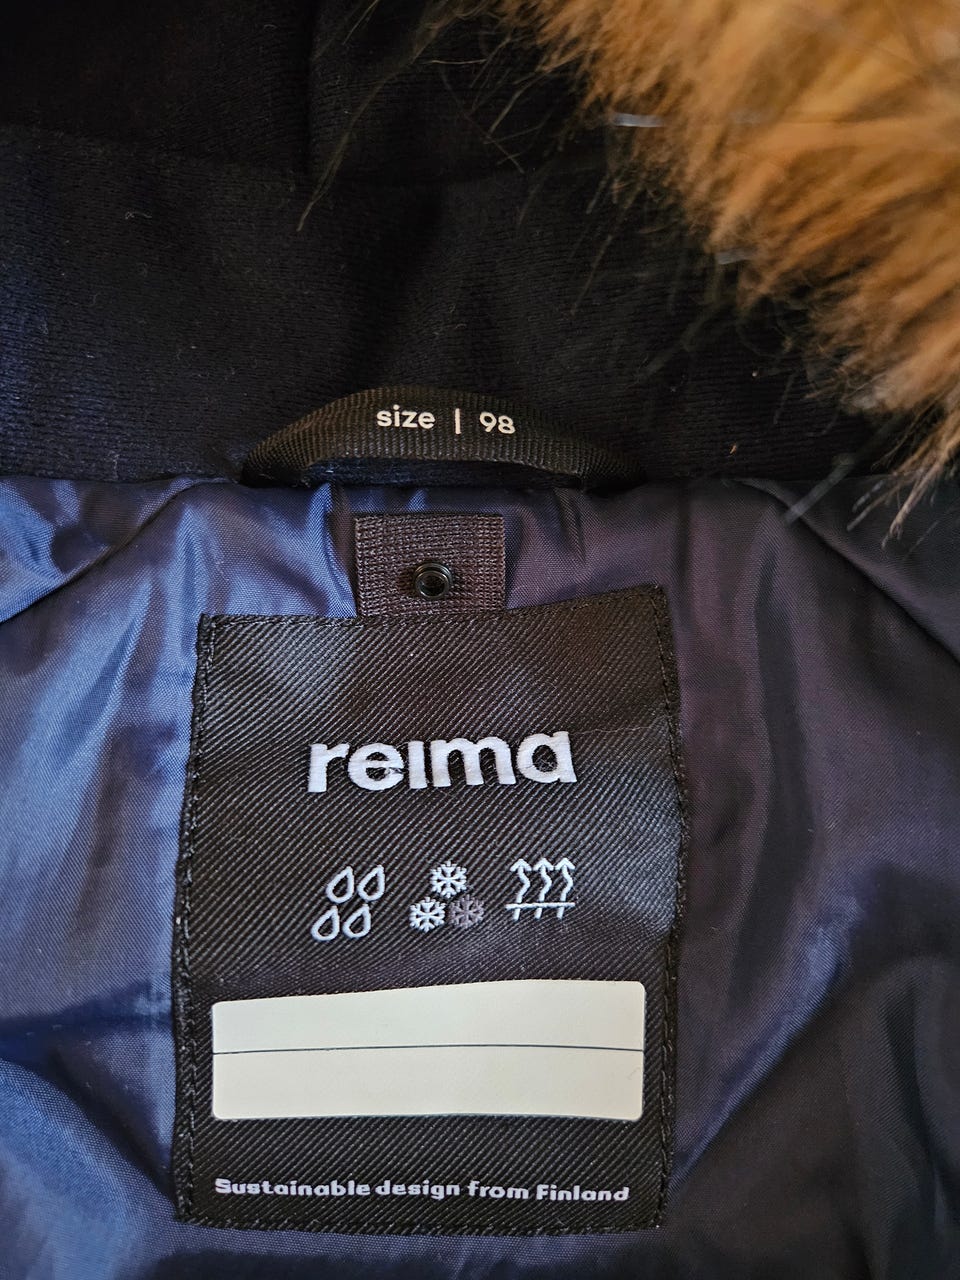 size | 98
reima
Sustainable design from Finland